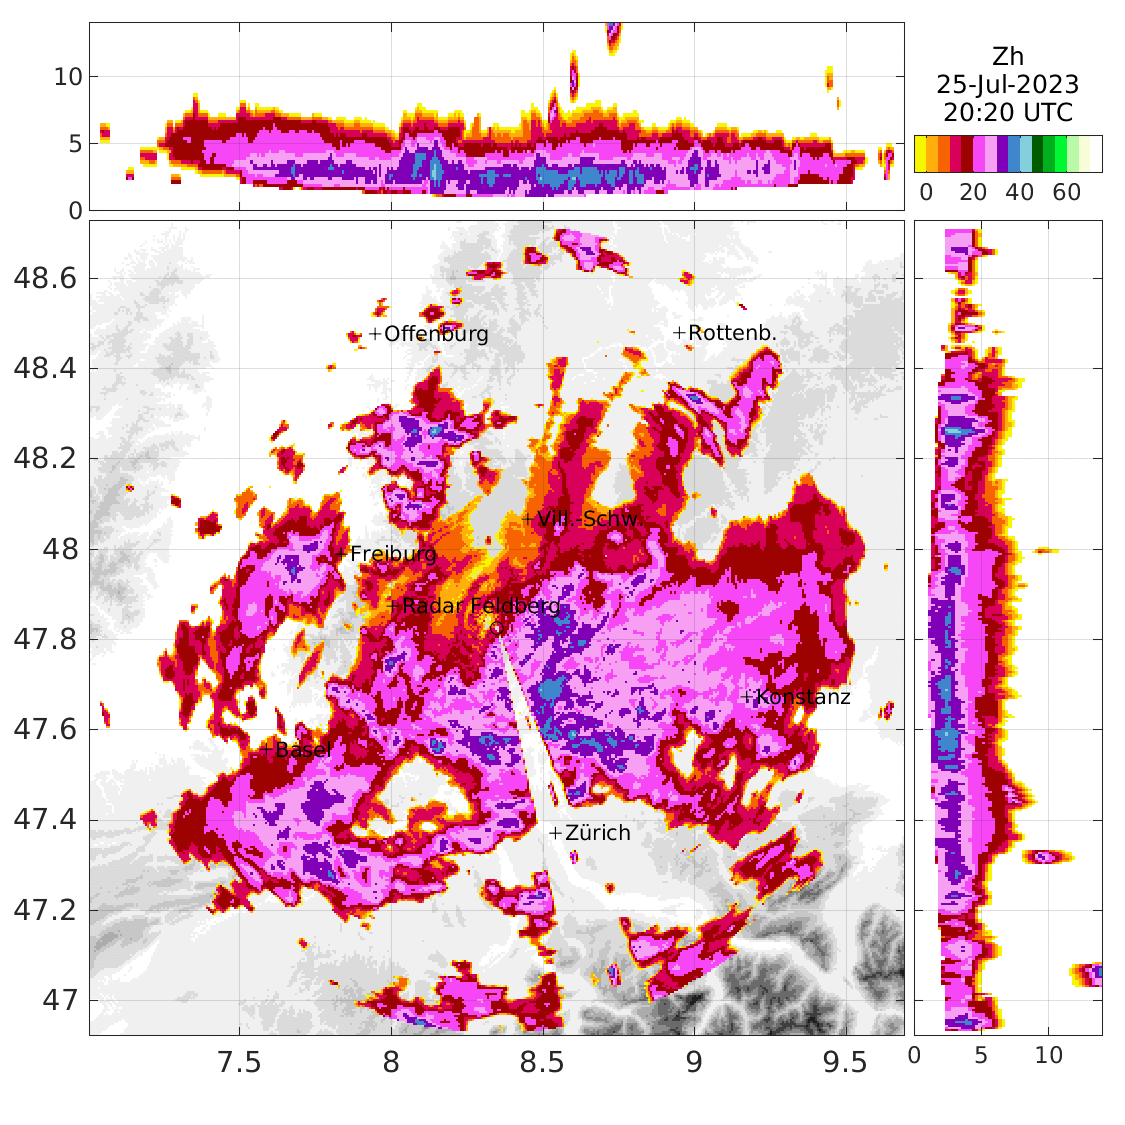 10
5
0
Zh
25-Jul-2023
20:20 UTC
0 20 40 60
48.6
48.4
48.2
48
47.8
47.6
47.4
47.2
47
+Offenburg
+Rottenb.
+Vill.-Schw.
+Freiburg
+Radar Feldberg
+Konstanz
+Basel
+Zürich
7.5 8 8.5 9 9.5
0 5 10